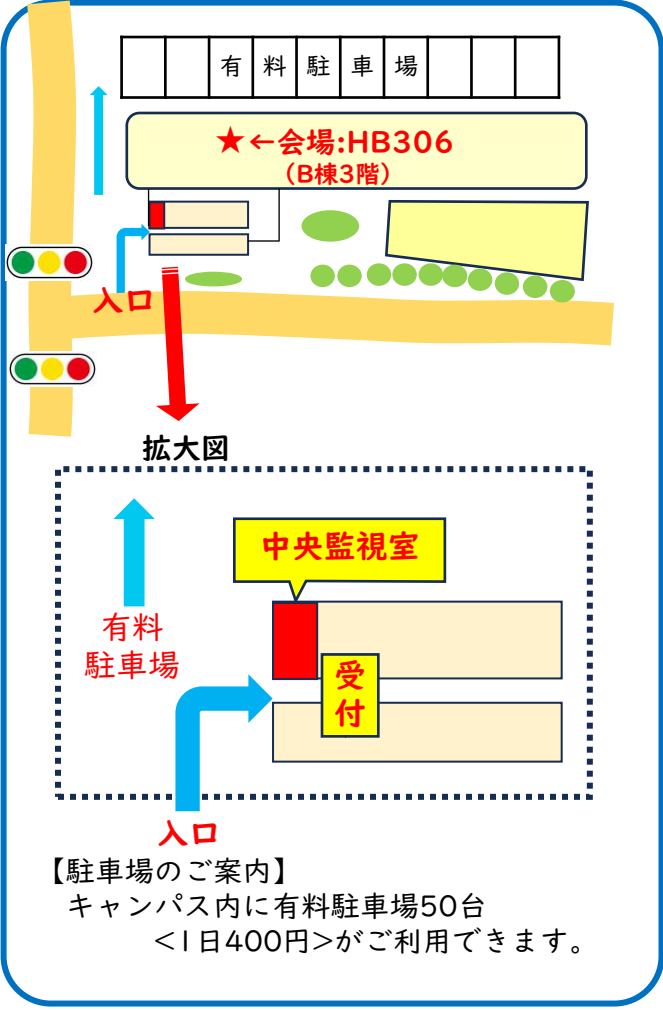 有料駐車場
★←会場:HB306
(B棟3階)
入口
拡大図
中央監視室
有料
駐車場
受
付
入口
【駐車場のご案内】
キャンパス内に有料駐車場50台
<1日400円>がご利用できます。